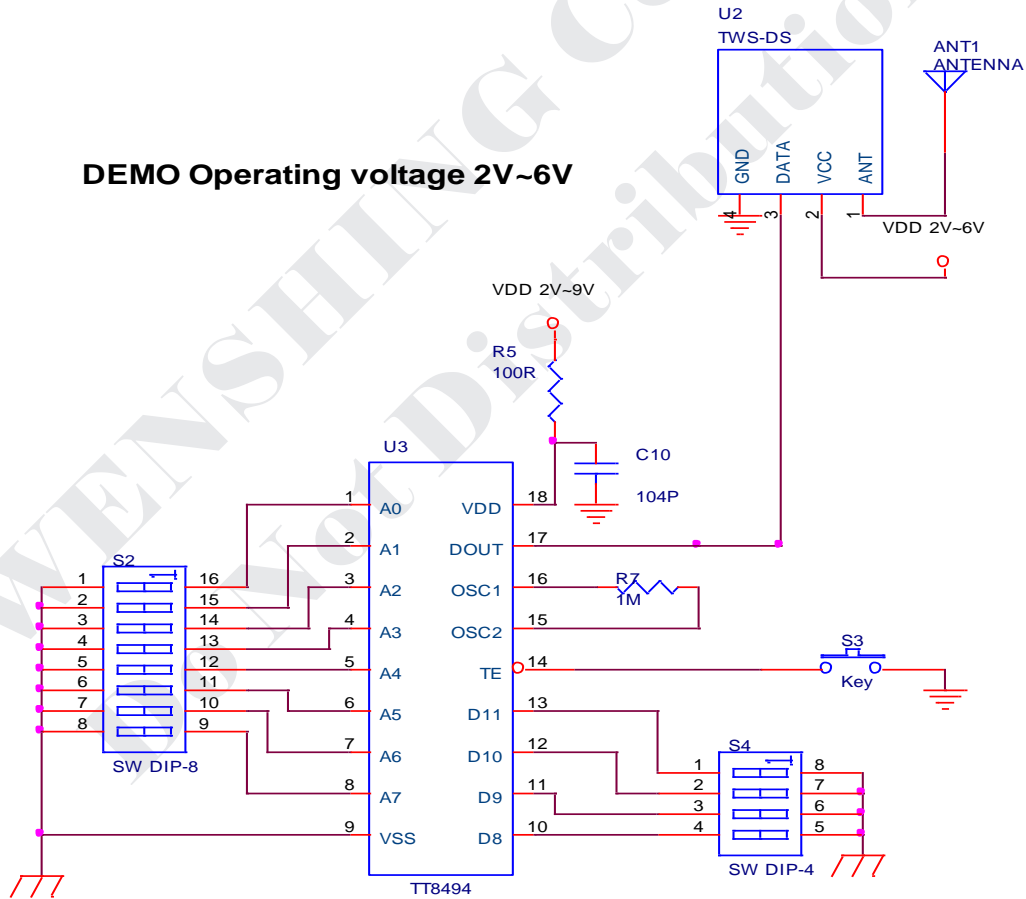 U2
TWS-DS
ANT1
ANTENNA
GND
DATA
VCC
ANT
4
3
2
1
DEMO Operating voltage 2V~6V
VDD 2V~6V
VDD 2V~9V
R5
100R
C10
104P
U3
1
A0
VDD
18
2
A1
DOUT
17
3
A2
OSC1
16
4
A3
OSC2
15
5
A4
TE
14
6
A5
D11
13
7
A6
D10
12
8
A7
D9
11
9
VSS
D8
10
TT8494
R7
1M
S3
Key
S2
1
16
2
15
3
14
4
13
5
12
6
11
7
10
8
9
SW DIP-8
S4
1
8
2
7
3
6
4
5
SW DIP-4
WENSHING CO
Do Not Distribution